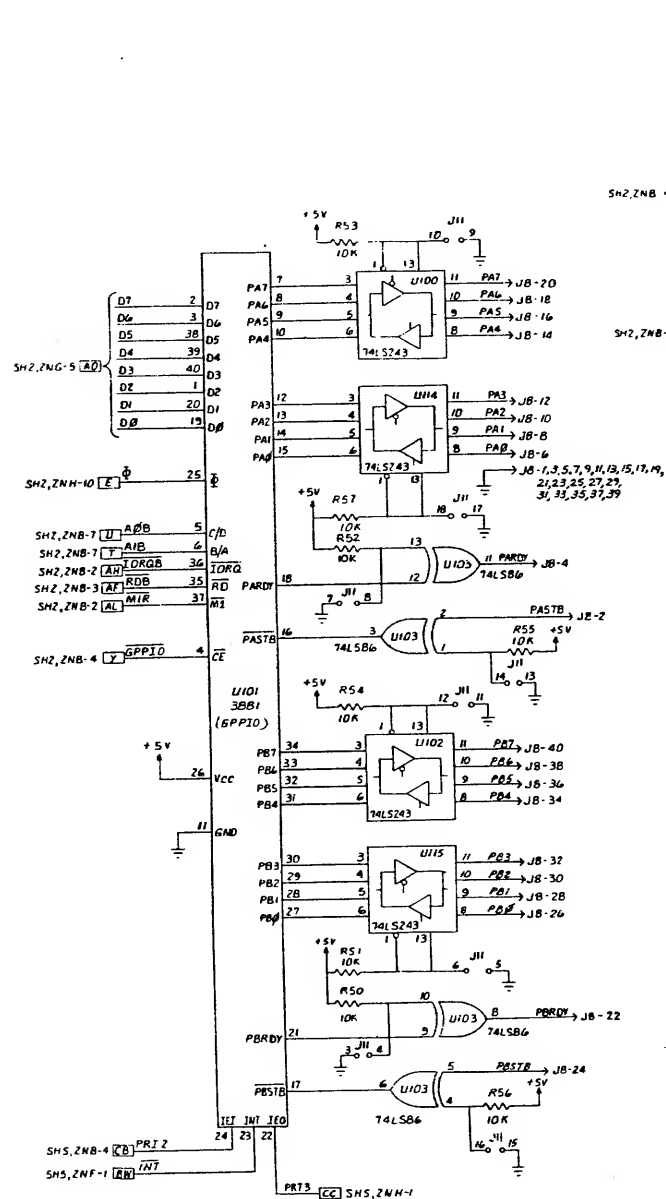 SH2,ZNB
+5V R53 10K J11 10 9
1 13
U100
PA7 7 3 11 PA7 J8-20
PA6 8 4 10 PA6 J8-18
PA5 9 5 9 PA5 J8-16
PA4 10 6 8 PA4 J8-14
74LS243
SH2,ZNB-
D7 2 D7
D6 3 D6
D5 38 D5
D4 39 D4
SH2,ZNG-5 AD D3 40 D3
D2 1 D2
D1 20 D1
DØ 19 DØ
U114
PA3 12 3 11 PA3 J8-12
PA2 13 4 10 PA2 J8-10
PA1 14 5 9 PA1 J8-8
PAØ 15 6 8 PAØ J8-6
74LS243
1 13
J8-1,3,5,7,9,11,13,15,17,19,
21,23,25,27,29,
31,33,35,37,39
SH2,ZNH-10 E Φ 25 Φ
+5V R57 10K J11 18 17
R52 10K
SH2,ZNB-7 U AØB 5 C/D
SH2,ZNB-7 T A1B 6 B/A
SH2,ZNB-2 AH IORQB 36 IORQ
SH2,ZNB-3 AF RDB 35 RD
SH2,ZNB-2 AL MIR 37 M1
13 U103 11 PARDY J8-4
PARDY 18 12 74LS86
J11 7 8
PASTB 16 3 U103 2 PASTB J8-2
74LS86 1 R55 10K +5V
J11 14 13
SH2,ZNB-4 Y GPPIO 4 CE
U101
3881
(GPPIO)
+5V R54 10K J11 12 11
1 13
U102
PB7 34 3 11 PB7 J8-40
PB6 33 4 10 PB6 J8-38
PB5 32 5 9 PB5 J8-36
PB4 31 6 8 PB4 J8-34
74LS243
+5V 26 VCC
11 GND
U115
PB3 30 3 11 PB3 J8-32
PB2 29 4 10 PB2 J8-30
PB1 28 5 9 PB1 J8-28
PBØ 27 6 8 PBØ J8-26
74LS243
1 13
+5V R51 10K J11 6 5
R50 10K
10 U103 8 PBRDY J8-22
PBRDY 21 9 74LS86
J11 3 4
PBSTB 17 6 U103 5 PBSTB J8-24
74LS86 4 R56 10K +5V
J11 16 15
IEI INT IEO
24 23 22
SH5,ZNB-4 CB PRI2
SH5,ZNF-1 BW INT
PRT3 CC SH5,ZNH-1